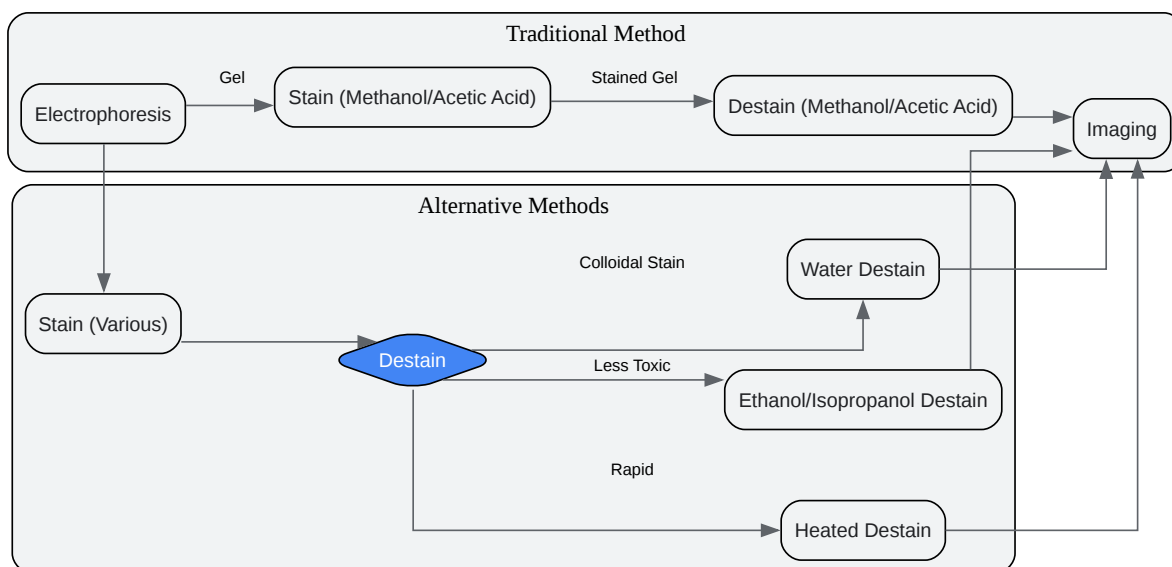 Traditional Method
Gel
Stained Gel
Electrophoresis
Stain (Methanol/Acetic Acid)
Destain (Methanol/Acetic Acid)
Imaging
Alternative Methods
Colloidal Stain
Water Destain
Stain (Various)
Destain
Less Toxic
Ethanol/Isopropanol Destain
Rapid
Heated Destain